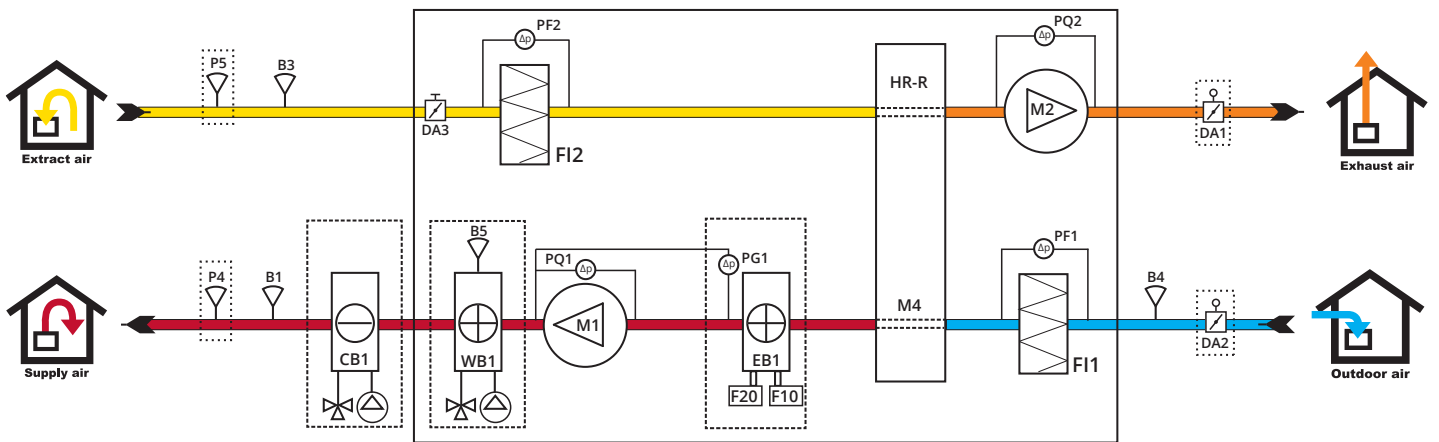 PF2
Δp
PQ2
Δp
P5
B3
HR-R
M2
DA3
DA1
FI2
Extract air
Exhaust air
B5
PQ1
Δp
PG1
Δp
PF1
Δp
P4
B1
B4
M1
M4
DA2
CB1
WB1
EB1
FI1
Supply air
Outdoor air
F20
F10